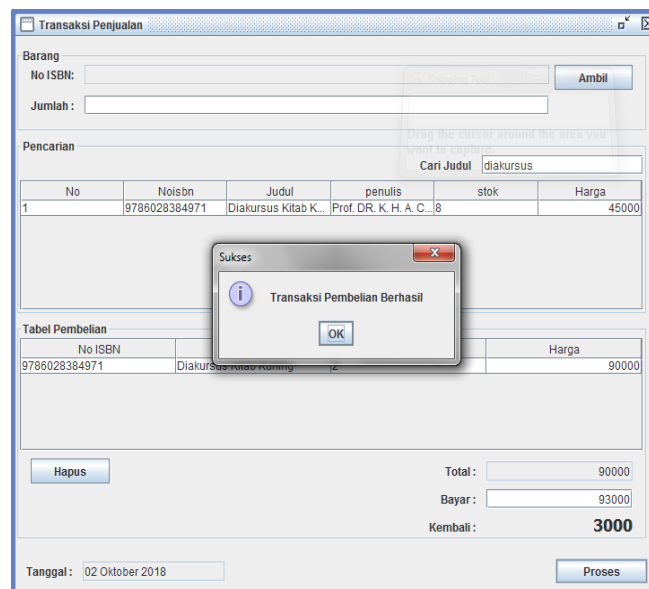 Transaksi Penjualan
Barang
No ISBN:
Ambil
Jumlah :
Drag the cursor around the area you want to capture.
Pencarian
Cari Judul diakursus
No Noisbn Judul penulis stok Harga
1 9786028384971 Diakursus Kitab K... Prof. DR. K. H. A. C... 8 45000
Sukses
Transaksi Pembelian Berhasil
OK
Tabel Pembelian
No ISBN Harga
9786028384971 Diakursus Kitab Kuning 2 90000
Hapus
Total : 90000
Bayar : 93000
Kembali : 3000
Tanggal : 02 Oktober 2018
Proses